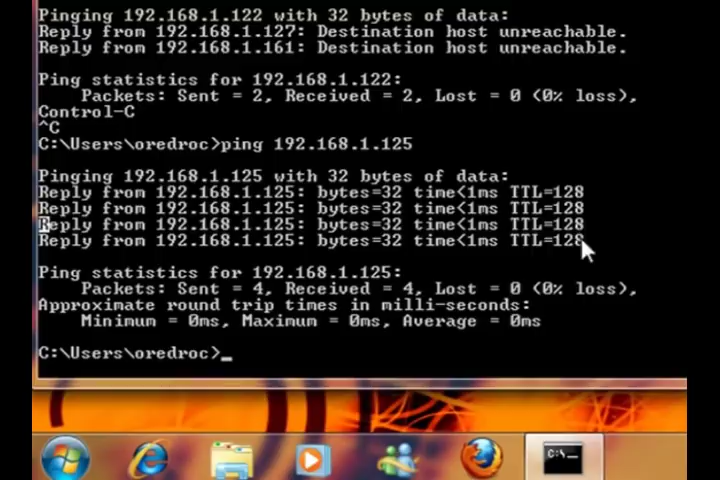 Pinging 192.168.1.122 with 32 bytes of data:
Reply from 192.168.1.127: Destination host unreachable.
Reply from 192.168.1.161: Destination host unreachable.
Ping statistics for 192.168.1.122:
Packets: Sent = 2, Received = 2, Lost = 0 (0% loss),
Control-C
^C
C:\Users\oredroc>ping 192.168.1.125
Pinging 192.168.1.125 with 32 bytes of data:
Reply from 192.168.1.125: bytes=32 time<1ms TTL=128
Reply from 192.168.1.125: bytes=32 time<1ms TTL=128
Reply from 192.168.1.125: bytes=32 time<1ms TTL=128
Reply from 192.168.1.125: bytes=32 time<1ms TTL=128
Ping statistics for 192.168.1.125:
Packets: Sent = 4, Received = 4, Lost = 0 (0% loss),
Approximate round trip times in milli-seconds:
Minimum = 0ms, Maximum = 0ms, Average = 0ms
C:\Users\oredroc>_
C:\_